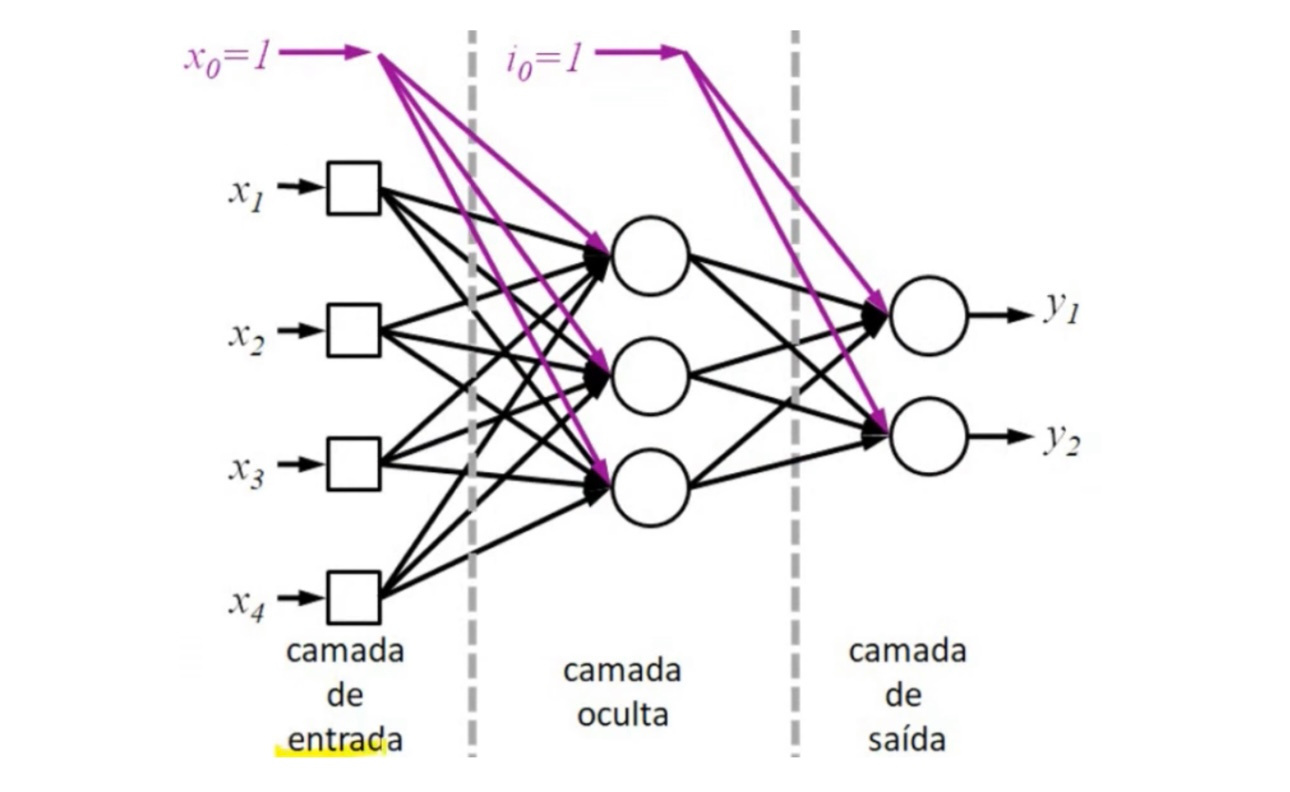 x₀=1
i₀=1
x₁
x₂
x₃
x₄
y₁
y₂
camada
de
entrada
camada
oculta
camada
de
saída